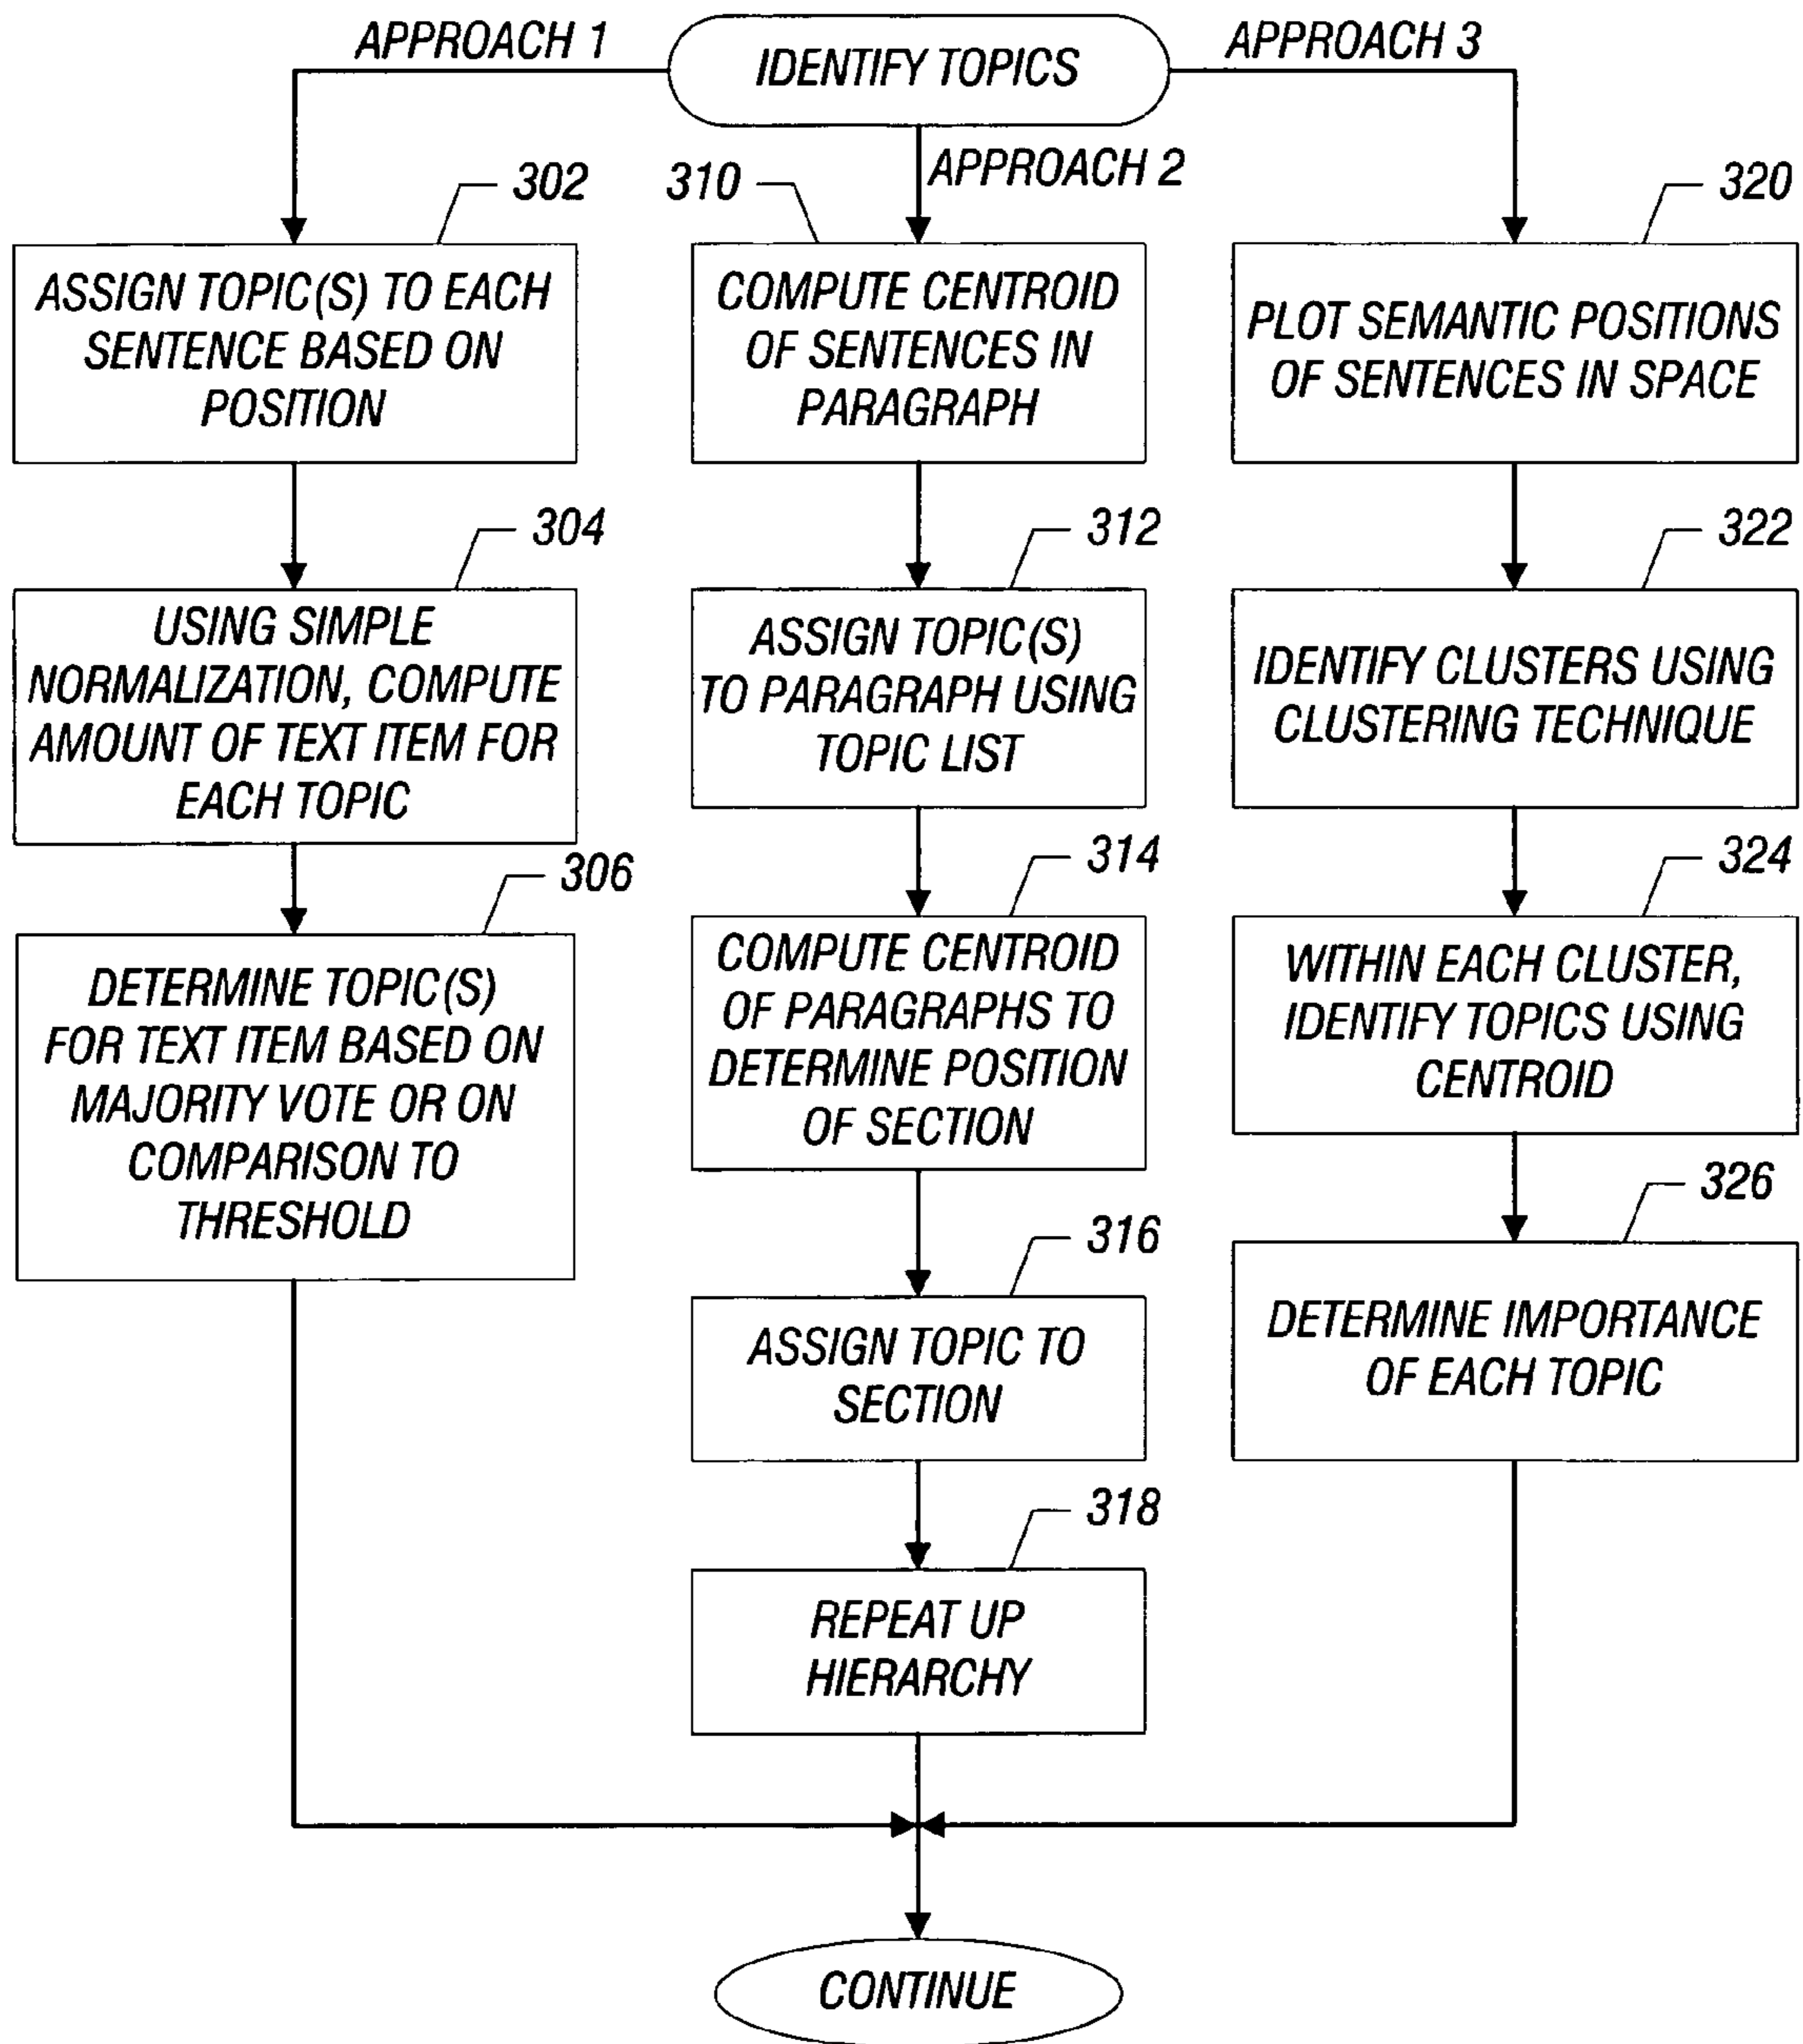 APPROACH 1
IDENTIFY TOPICS
APPROACH 3
APPROACH 2
302
ASSIGN TOPIC(S) TO EACH
SENTENCE BASED ON
POSITION
304
USING SIMPLE
NORMALIZATION, COMPUTE
AMOUNT OF TEXT ITEM FOR
EACH TOPIC
306
DETERMINE TOPIC(S)
FOR TEXT ITEM BASED ON
MAJORITY VOTE OR ON
COMPARISON TO
THRESHOLD
310
COMPUTE CENTROID
OF SENTENCES IN
PARAGRAPH
312
ASSIGN TOPIC(S)
TO PARAGRAPH USING
TOPIC LIST
314
COMPUTE CENTROID
OF PARAGRAPHS TO
DETERMINE POSITION
OF SECTION
316
ASSIGN TOPIC TO
SECTION
318
REPEAT UP
HIERARCHY
320
PLOT SEMANTIC POSITIONS
OF SENTENCES IN SPACE
322
IDENTIFY CLUSTERS USING
CLUSTERING TECHNIQUE
324
WITHIN EACH CLUSTER,
IDENTIFY TOPICS USING
CENTROID
326
DETERMINE IMPORTANCE
OF EACH TOPIC
CONTINUE